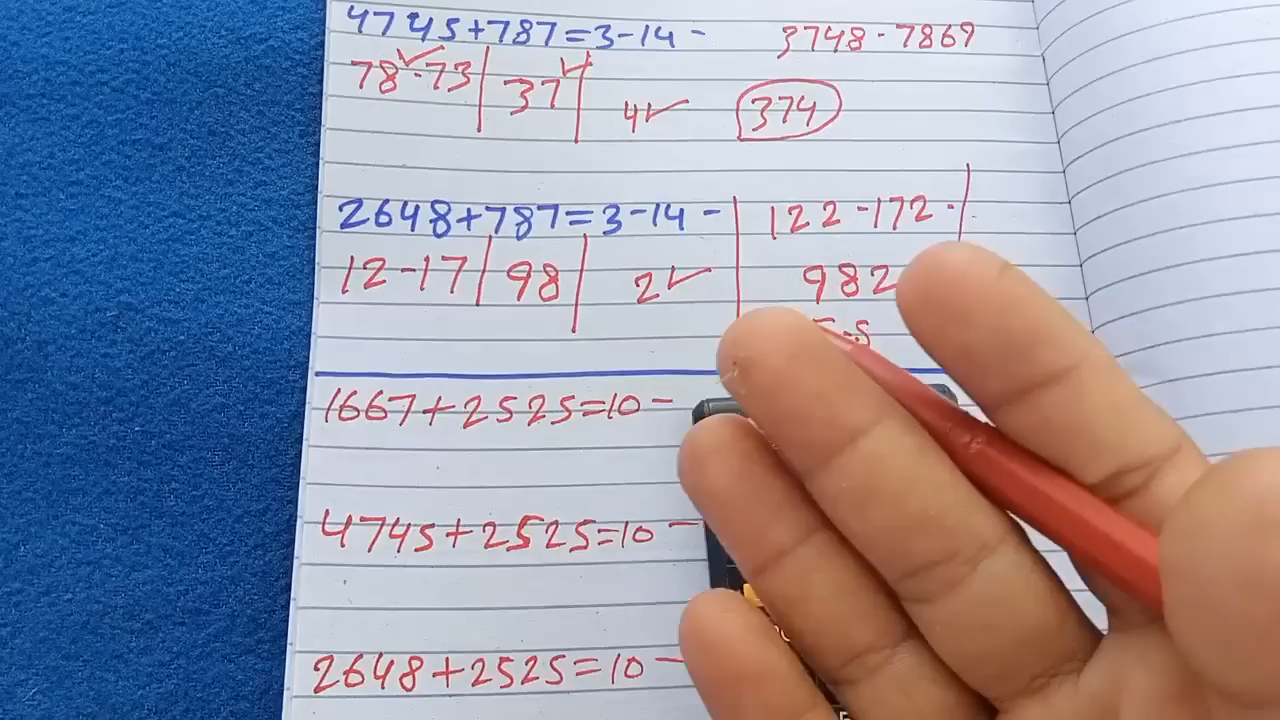 4745+787=3-14- 3748-7869
78-73 37 4 374
2648+787=3-14- 122-172-
12-17 98 2 982
1667+2525=10-
4745+2525=10-
2648+2525=10-